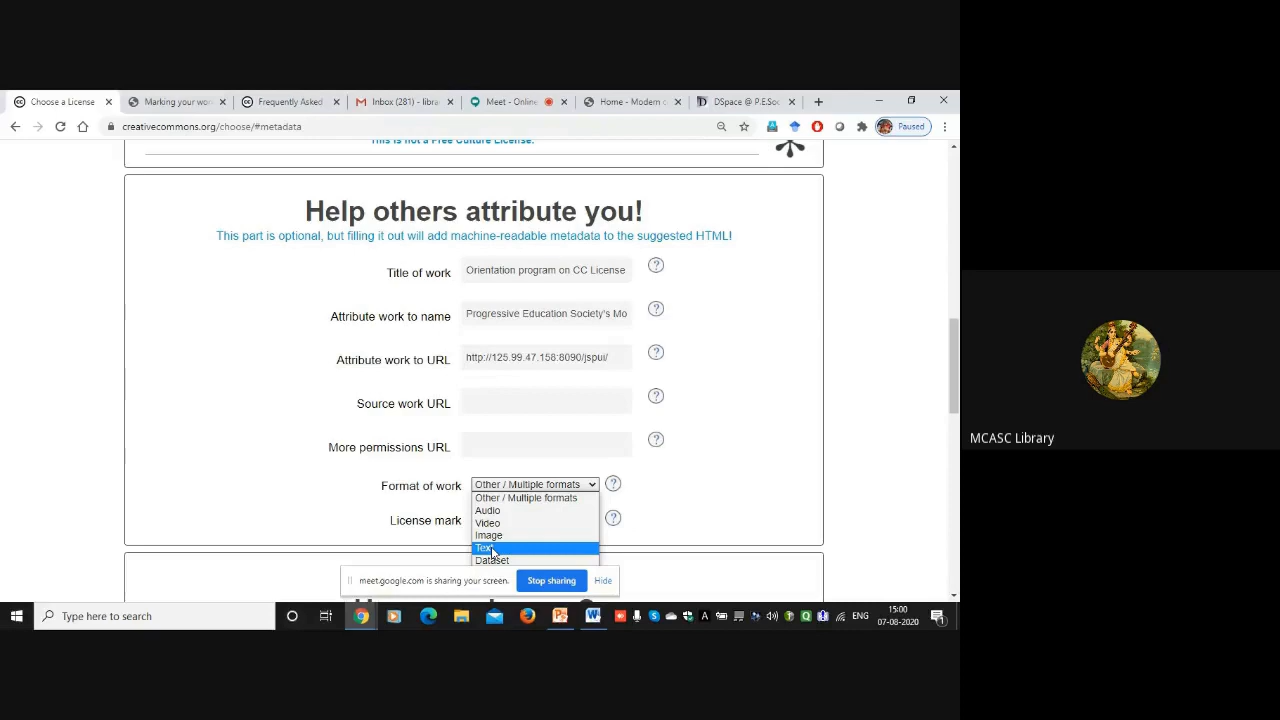 Choose a License
Marking your wor
Frequently Asked
Inbox (281) - libra
Meet - Online
Home - Modern c
DSpace @ P.E.Soc
creativecommons.org/choose/#metadata
Paused
This is not a Free Culture License.
Help others attribute you!
This part is optional, but filling it out will add machine-readable metadata to the suggested HTML!
Title of work
Orientation program on CC License
Attribute work to name
Progressive Education Society's Mo
Attribute work to URL
http://125.99.47.158:8090/jspui/
Source work URL
More permissions URL
Format of work
Other / Multiple formats
Other / Multiple formats
Audio
Video
Image
Text
Dataset
License mark
meet.google.com is sharing your screen.
Stop sharing
Hide
MCASC Library
Type here to search
ENG
15:00
07-08-2020